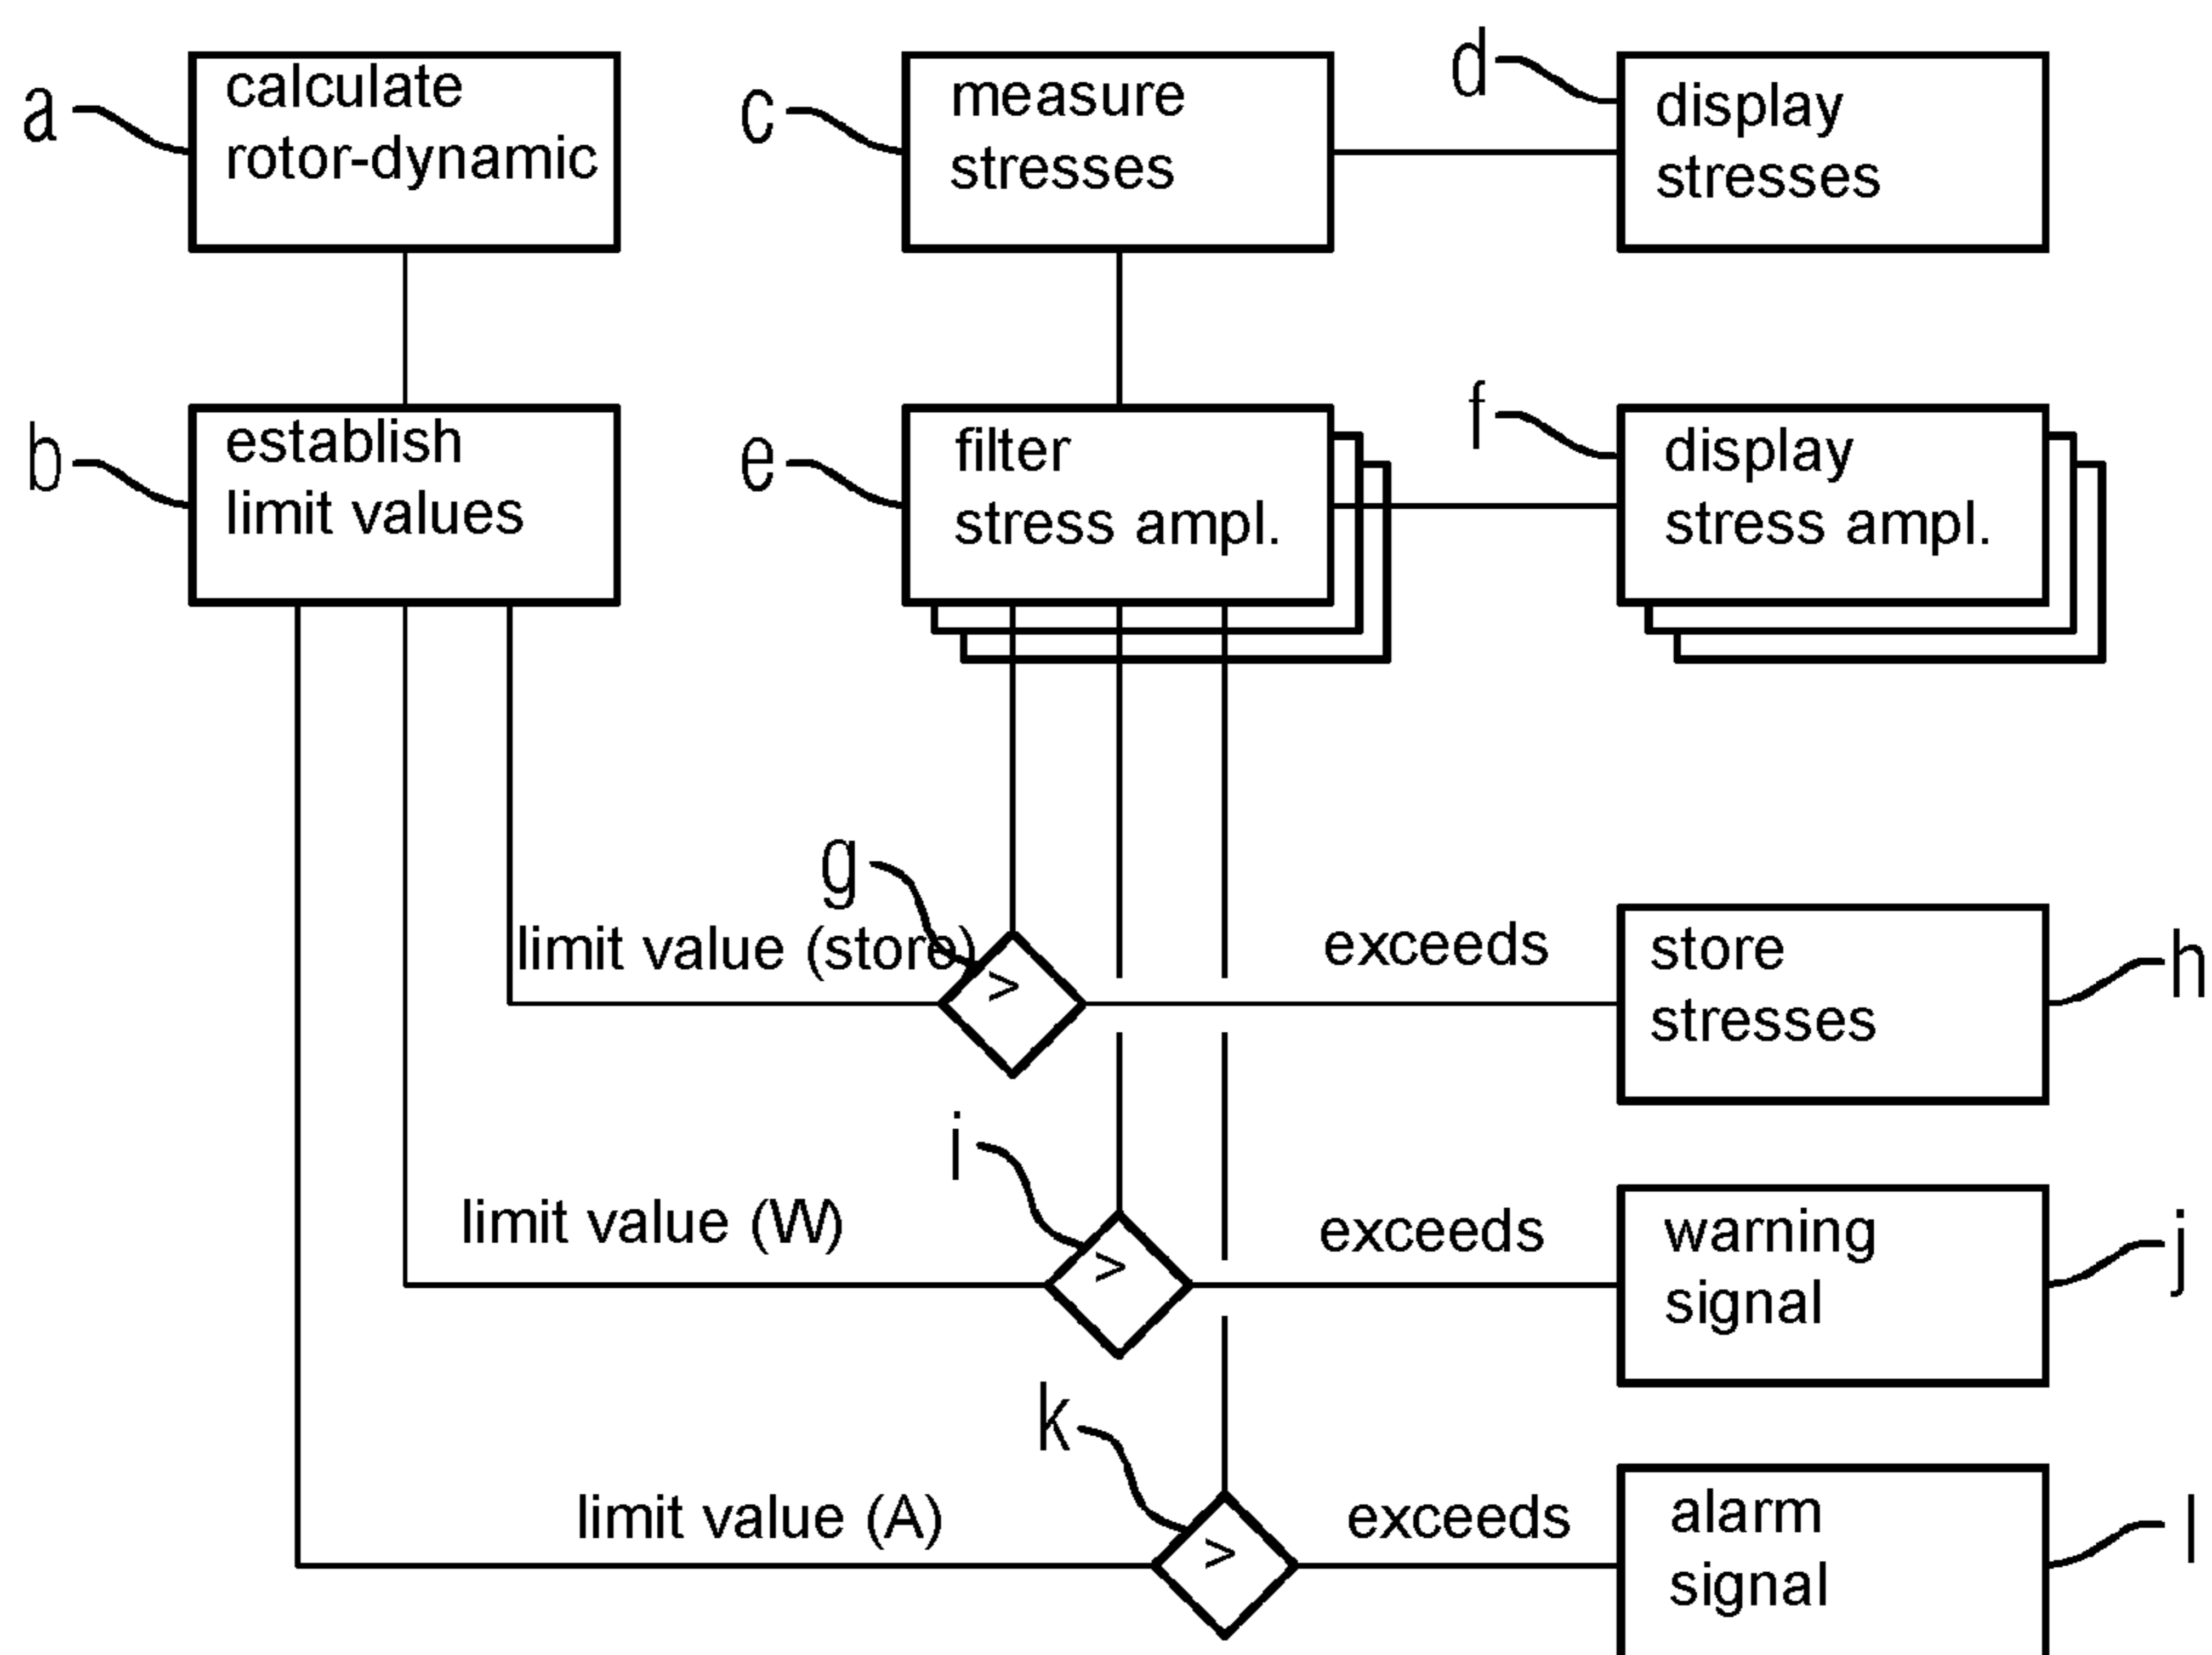 a
calculate
rotor-dynamic
c
measure
stresses
d
display
stresses
b
establish
limit values
e
filter
stress ampl.
f
display
stress ampl.
g
limit value (store)
>
exceeds
store
stresses
h
i
limit value (W)
>
exceeds
warning
signal
j
k
limit value (A)
>
exceeds
alarm
signal
l